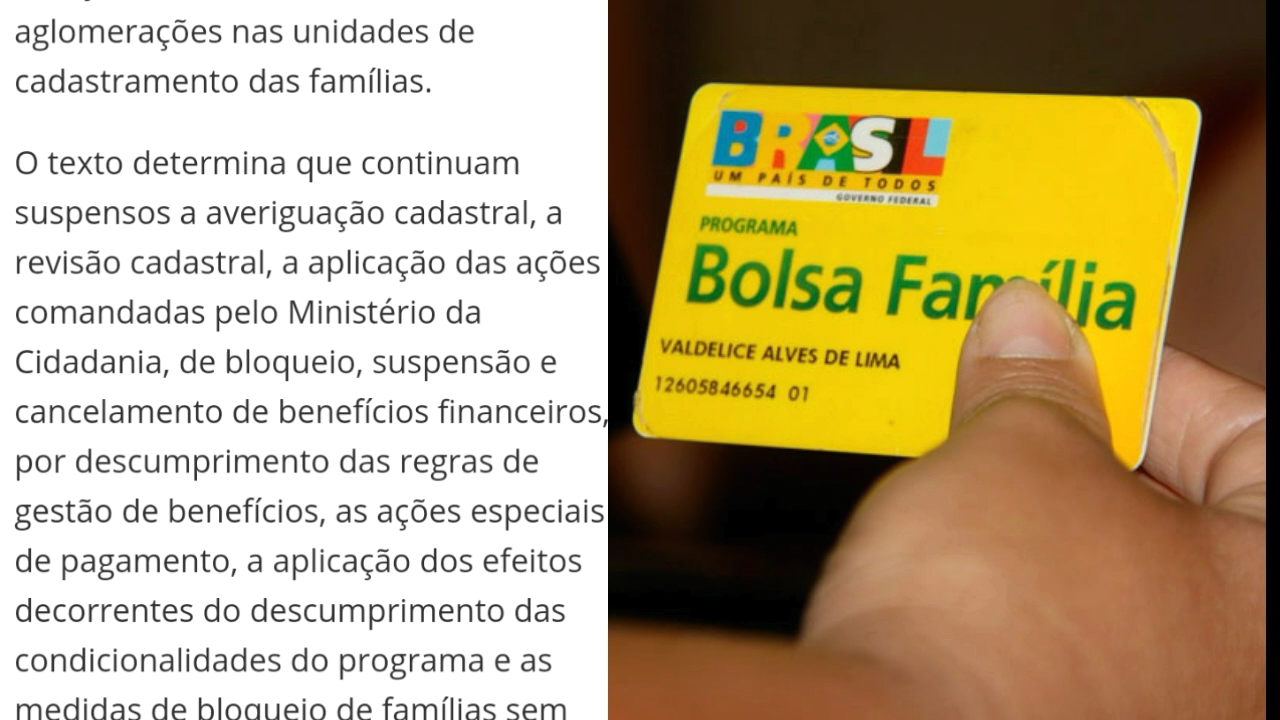 aglomerações nas unidades de
cadastramento das famílias.
O texto determina que continuam
suspensos a averiguação cadastral, a
revisão cadastral, a aplicação das ações
comandadas pelo Ministério da
Cidadania, de bloqueio, suspensão e
cancelamento de benefícios financeiros,
por descumprimento das regras de
gestão de benefícios, as ações especiais
de pagamento, a aplicação dos efeitos
decorrentes do descumprimento das
condicionalidades do programa e as
medidas de bloqueio de famílias sem
BRASIL
UM PAÍS DE TODOS
GOVERNO FEDERAL
PROGRAMA
Bolsa Família
VALDELICE ALVES DE LIMA
12605846654 01